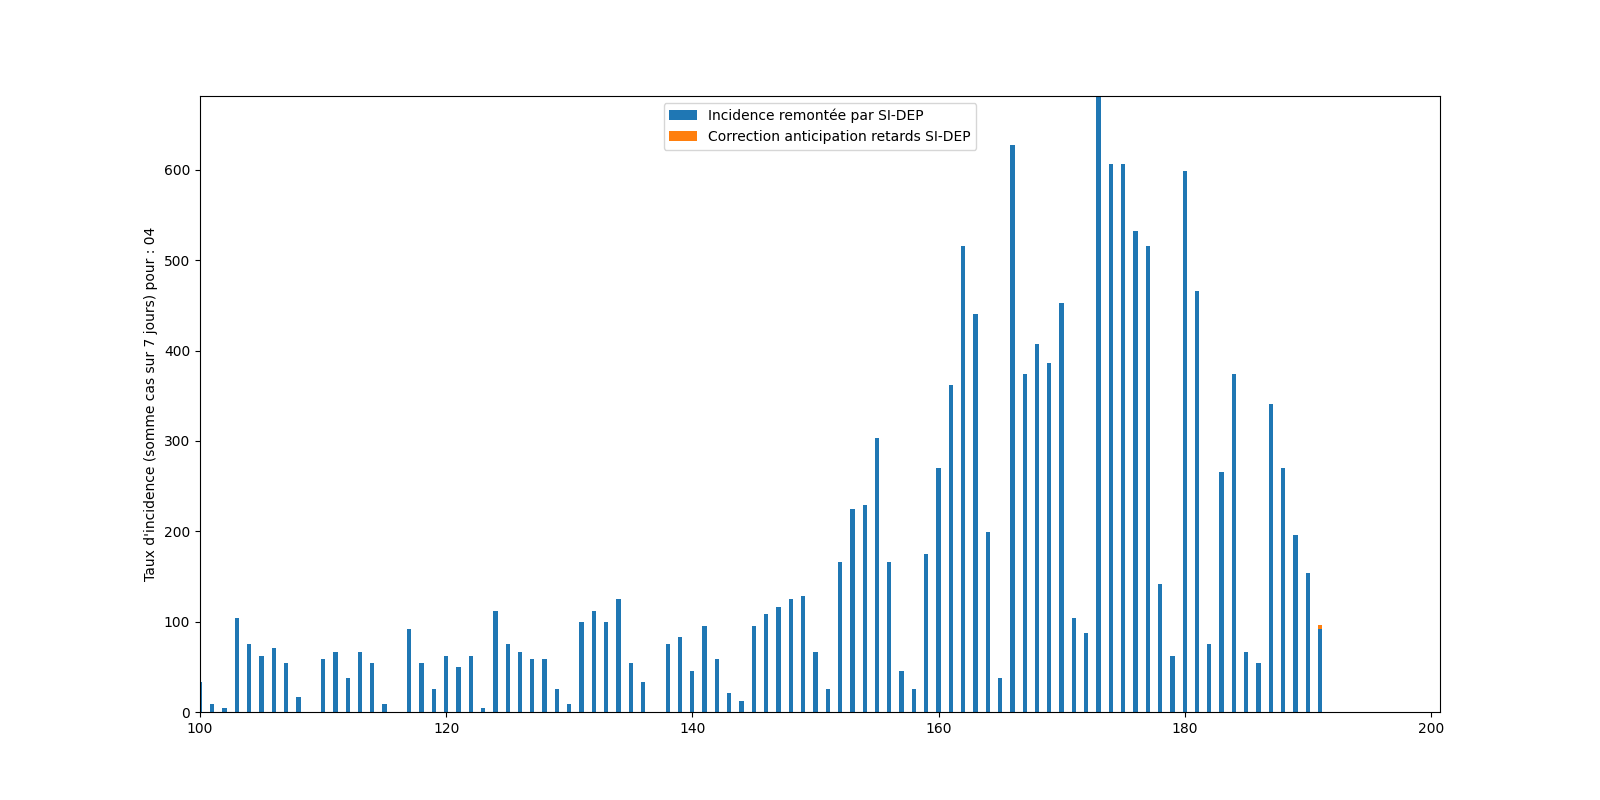 Incidence remontée par SI-DEP
Correction anticipation retards SI-DEP
Taux d'incidence (somme cas sur 7 jours) pour : 04
600
500
400
300
200
100
0
100 120 140 160 180 200